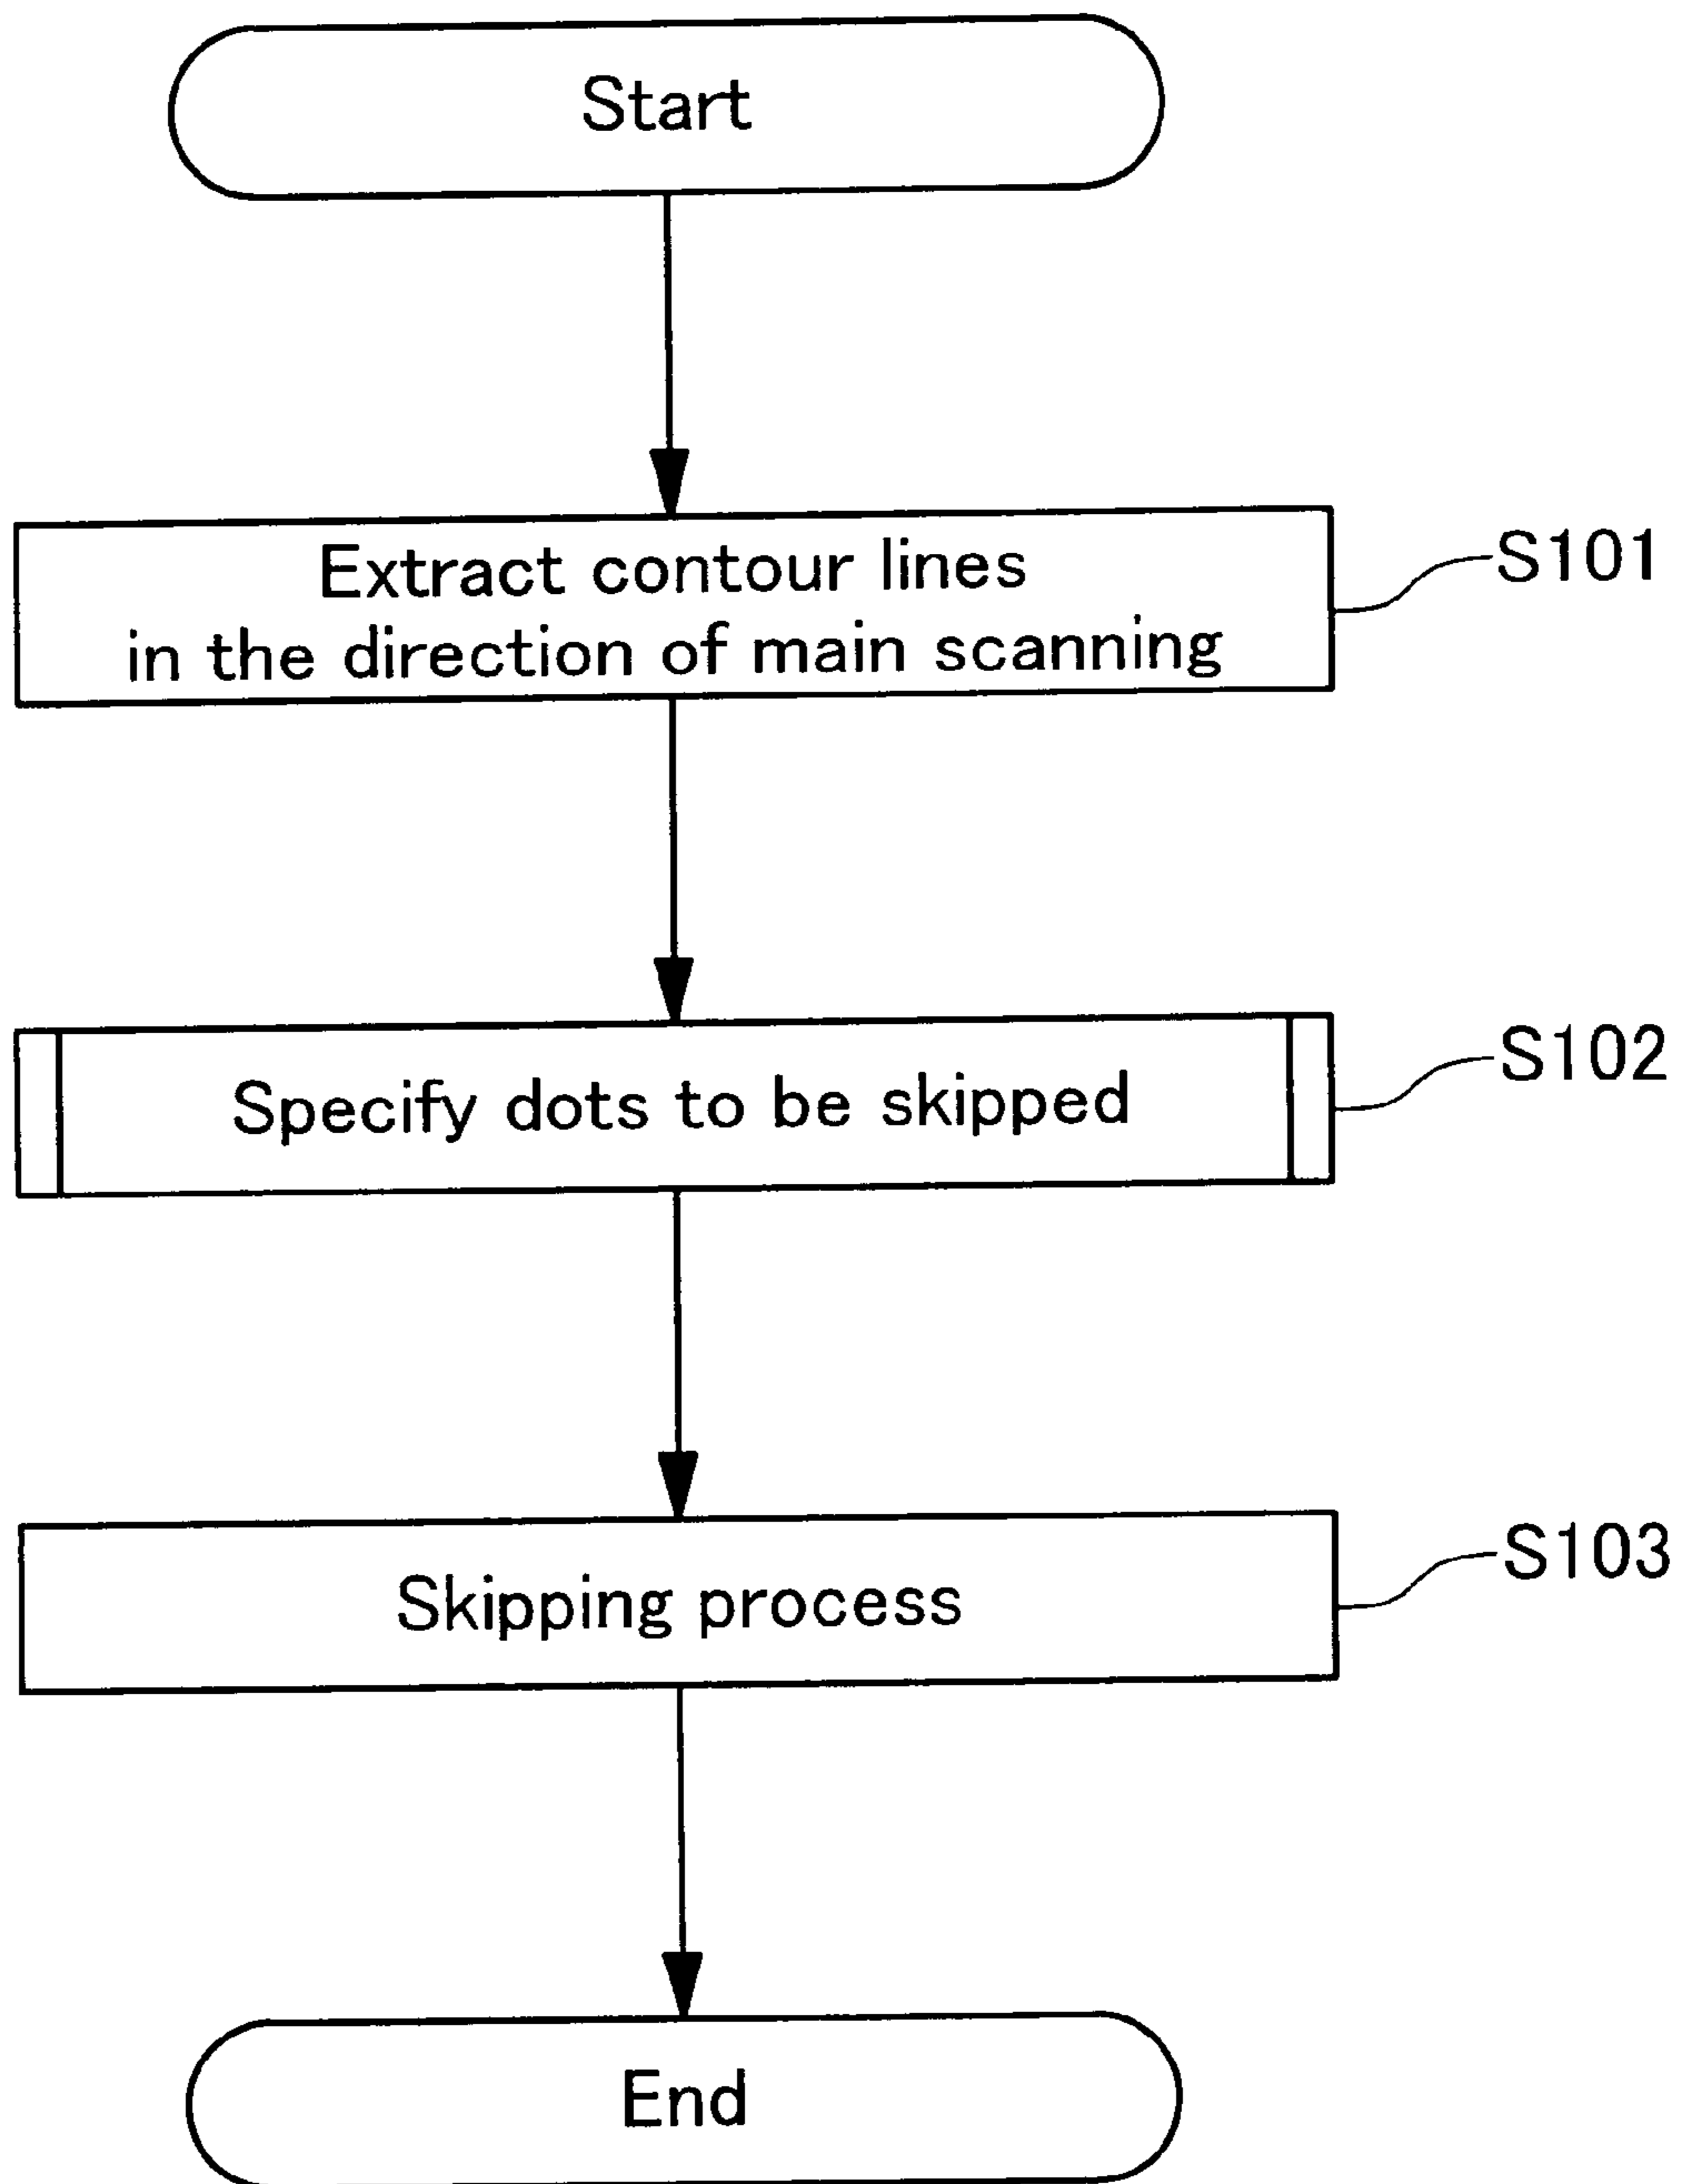 Start
Extract contour lines
in the direction of main scanning
S101
Specify dots to be skipped
S102
Skipping process
S103
End